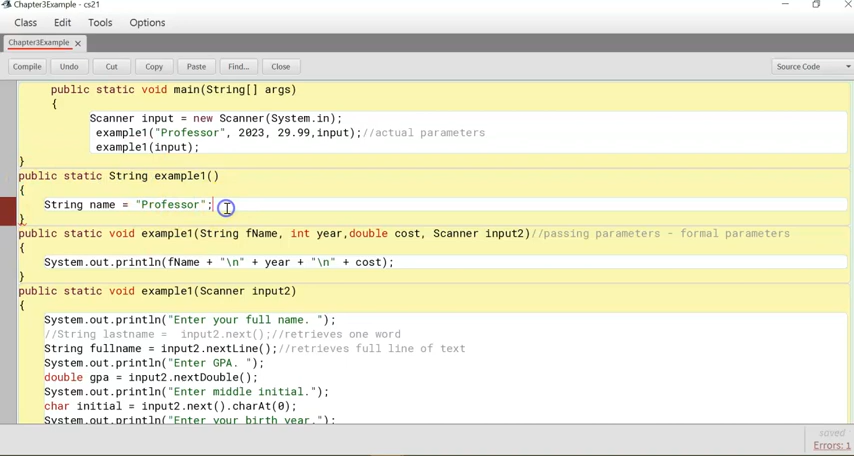 Chapter3Example - cs21
Class Edit Tools Options
Chapter3Example
Compile Undo Cut Copy Paste Find... Close Source Code
public static void main(String[] args)
{
Scanner input = new Scanner(System.in);
example1("Professor", 2023, 29.99,input);//actual parameters
example1(input);
}
public static String example1()
{
String name = "Professor";
}
public static void example1(String fName, int year,double cost, Scanner input2)//passing parameters - formal parameters
{
System.out.println(fName + "\n" + year + "\n" + cost);
}
public static void example1(Scanner input2)
{
System.out.println("Enter your full name. ");
//String lastname =  input2.next();//retrieves one word
String fullname = input2.nextLine();//retrieves full line of text
System.out.println("Enter GPA. ");
double gpa = input2.nextDouble();
System.out.println("Enter middle initial.");
char initial = input2.next().charAt(0);
System.out.println("Enter your birth year.");
saved
Errors: 1